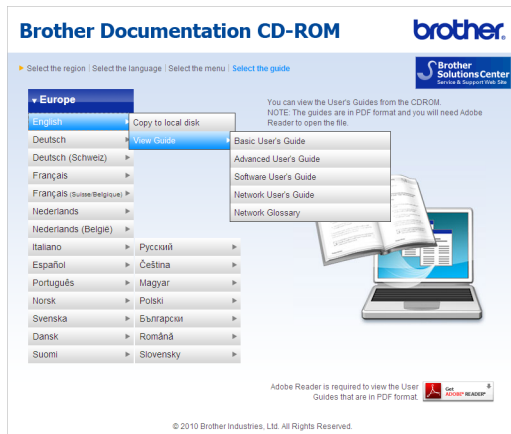 Brother Documentation CD-ROM
brother
Select the region | Select the language | Select the menu | Select the guide
Brother
Solutions Center
Service & Support Web Site
Europe
You can view the User's Guides from the CDROM.
NOTE: The guides are in PDF format and you will need Adobe
Reader to open the file.
English
Copy to local disk
Deutsch
View Guide
Basic User's Guide
Deutsch (Schweiz)
Advanced User's Guide
Français
Software User's Guide
Français (Suisse/Belgique)
Network User's Guide
Nederlands
Network Glossary
Nederlands (België)
Italiano
Русский
Español
Čeština
Português
Magyar
Norsk
Polski
Svenska
Български
Dansk
Română
Suomi
Slovensky
Adobe Reader is required to view the User
Guides that are in PDF format.
Get
ADOBE® READER®
© 2010 Brother Industries, Ltd. All Rights Reserved.